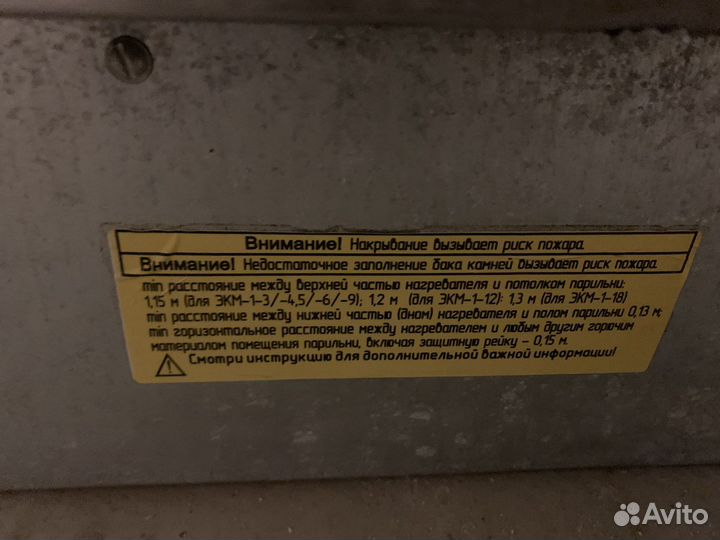 Внимание! Накрывание вызывает риск пожара.
Внимание! Недостаточное заполнение бака камней вызывает риск пожара.
min расстояние между верхней частью нагревателя и потолком парильни:
1,15 м (для ЭКМ-1-3/-4,5/-6/-9); 1,2 м (для ЭКМ-1-12): 1,3 м (для ЭКМ-1-18)
min расстояние между нижней частью (дном) нагревателя и полом парильни 0,13 м;
min горизонтальное расстояние между нагревателем и любым другим горючим
материалом помещения парильни, включая защитную рейку - 0,15 м.
Смотри инструкцию для дополнительной важной информации!
Avito